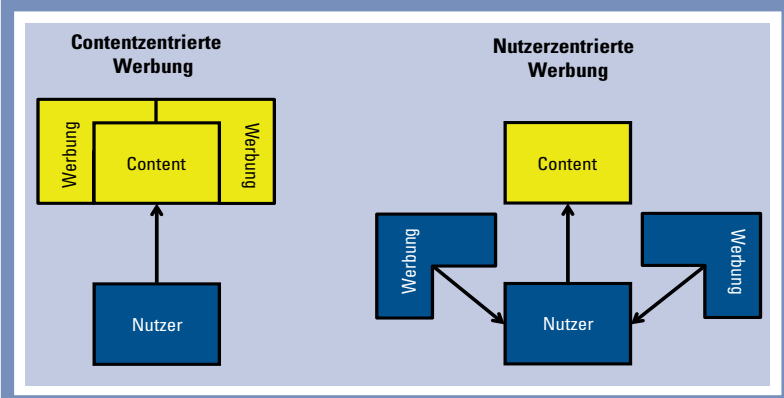 Contentzentrierte
Werbung
Werbung
Content
Werbung
Nutzer
Nutzerzentrierte
Werbung
Content
Werbung
Werbung
Nutzer